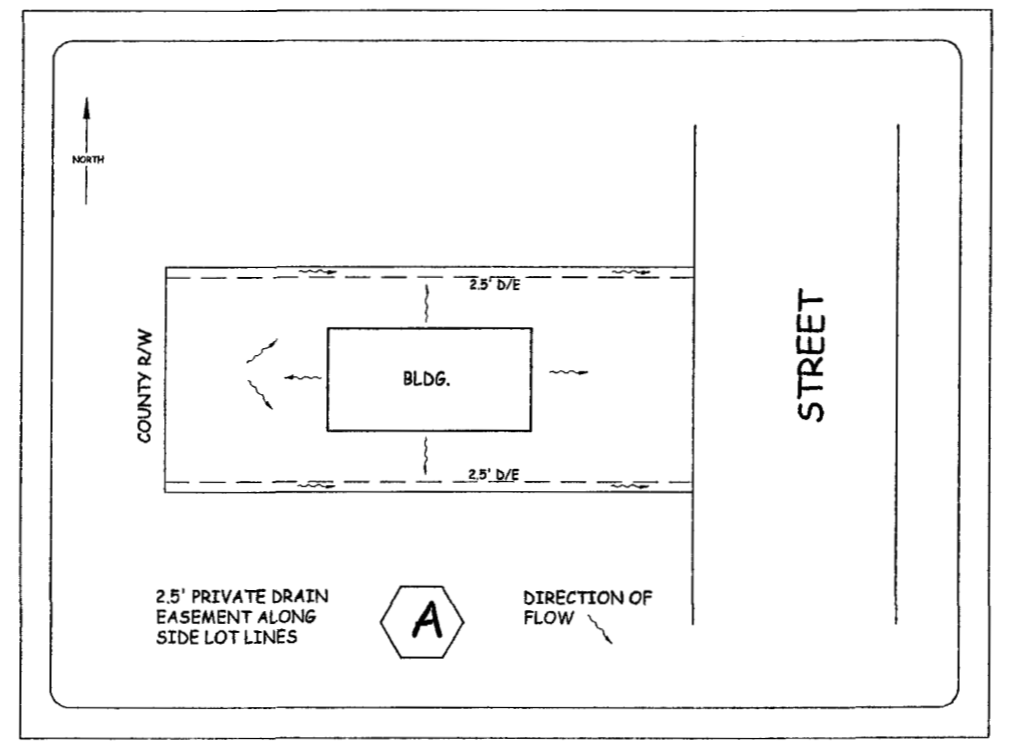 NORTH
2.5' D/E
COUNTY R/W
BLDG.
STREET
2.5' D/E
2.5' PRIVATE DRAIN
EASEMENT ALONG
SIDE LOT LINES
A
DIRECTION OF
FLOW